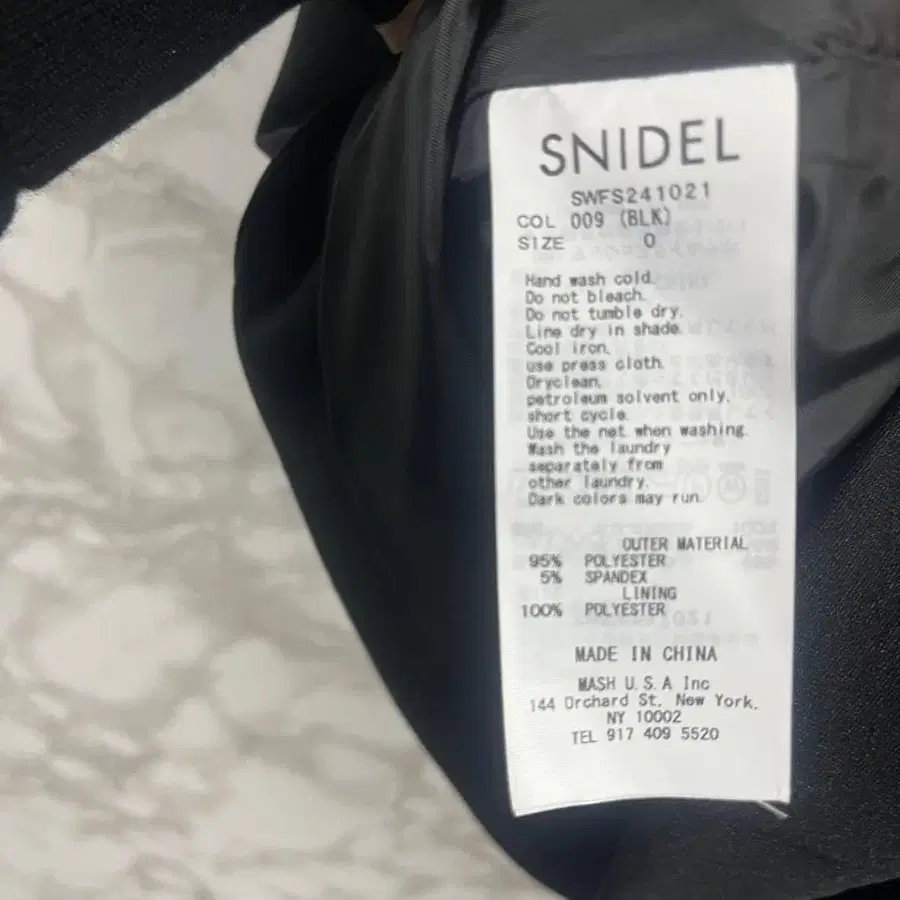 SNIDEL
SWFS241021
COL 009 (BLK)
SIZE 0
Hand wash cold.
Do not bleach.
Do not tumble dry.
Line dry in shade.
Cool iron.
use press cloth.
Dryclean.
petroleum solvent only.
short cycle.
Use the net when washing.
Wash the laundry
separately from
other laundry.
Dark colors may run.
OUTER MATERIAL
95% POLYESTER
5% SPANDEX
LINING
100% POLYESTER
MADE IN CHINA
MASH U.S.A Inc
144 Orchard St. New York.
NY 10002
TEL 917 409 5520